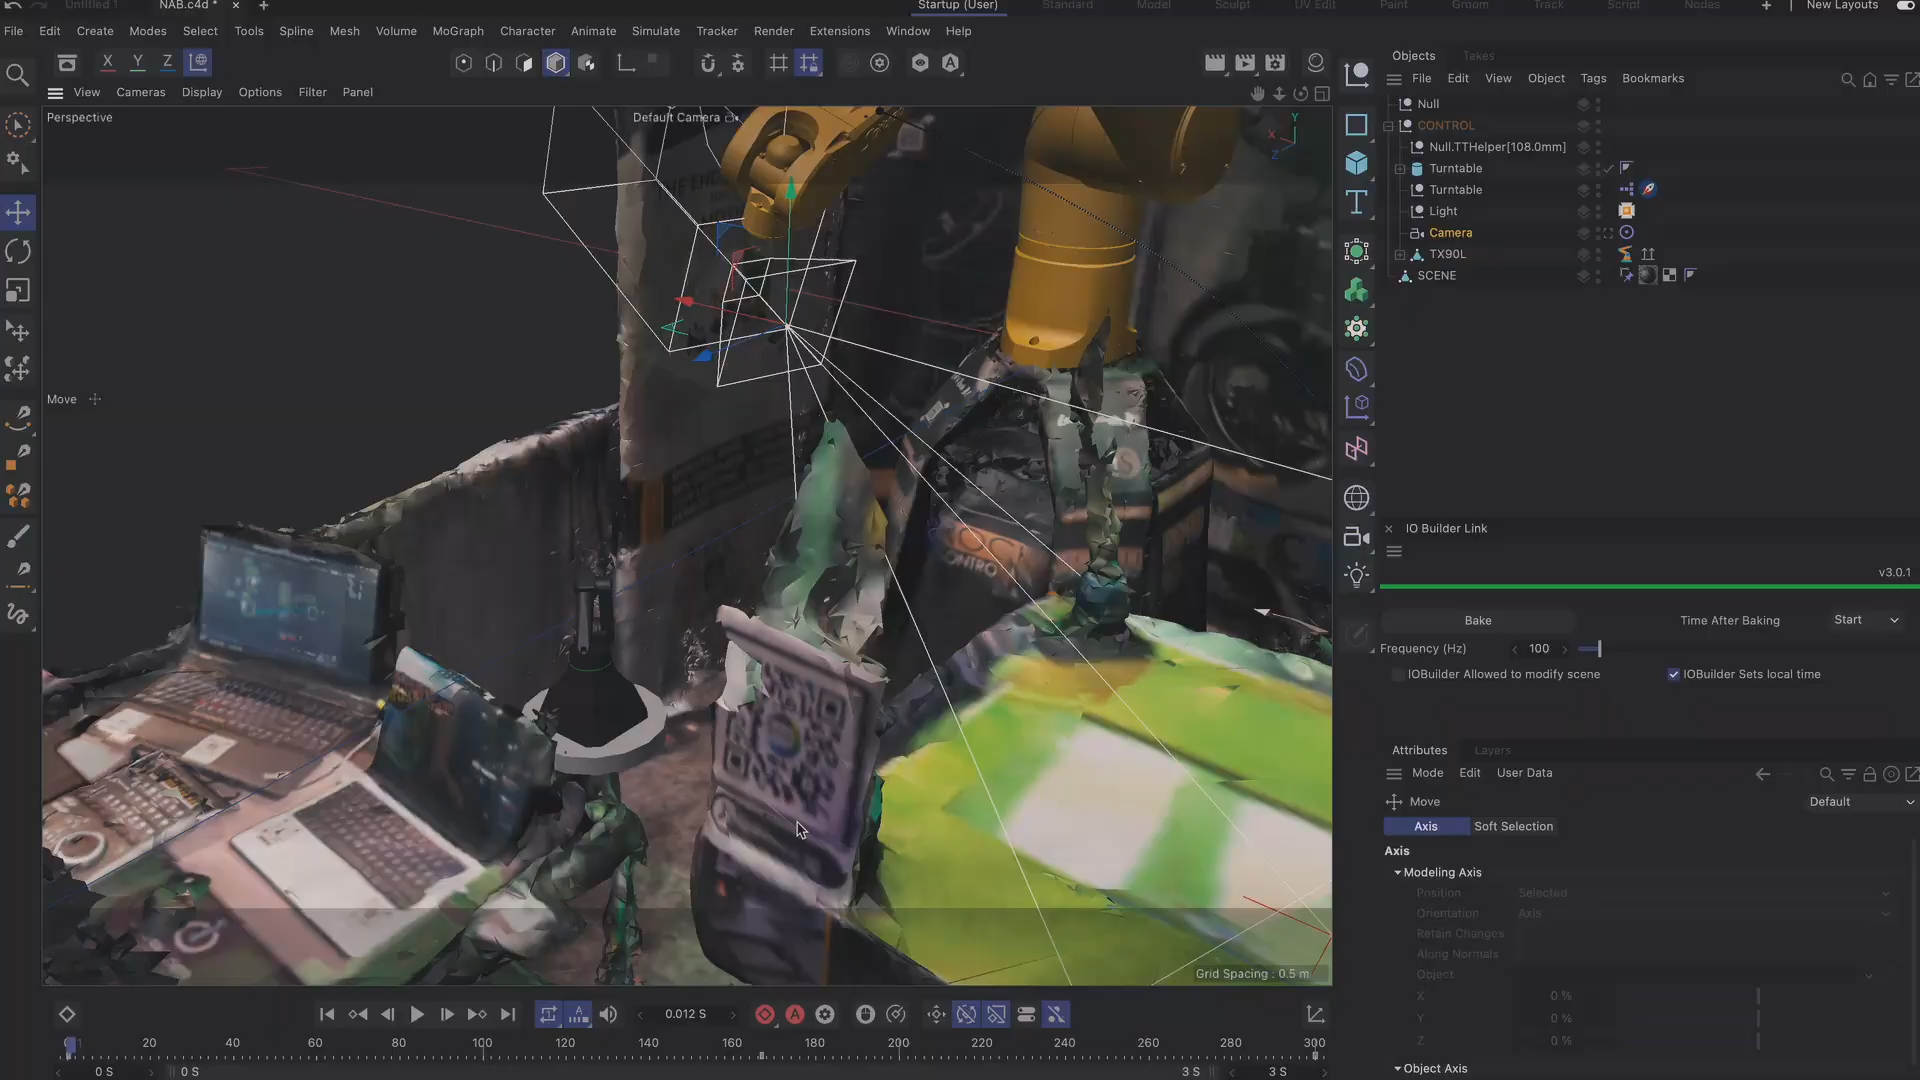 Untitled 1
NAB.c4d *
Startup (User)
Standard
Model
Sculpt
UV Edit
Paint
Groom
Track
Script
Nodes
New Layouts
File Edit Create Modes Select Tools Spline Mesh Volume MoGraph Character Animate Simulate Tracker Render Extensions Window Help
X Y Z
View Cameras Display Options Filter Panel
Perspective
Default Camera
Y
X
Z
Move
S
Grid Spacing : 0.5 m
Objects Takes
File Edit View Object Tags Bookmarks
Null
CONTROL
Null.TTHelper[108.0mm]
Turntable
Turntable
Light
Camera
TX90L
SCENE
IO Builder Link
v3.0.1
Bake
Time After Baking
Start
Frequency (Hz)
100
IOBuilder Allowed to modify scene
IOBuilder Sets local time
Attributes Layers
Mode Edit User Data
Move
Default
Axis
Soft Selection
Axis
Modeling Axis
Position Selected
Orientation Axis
Retain Changes
Along Normals
Object
X 0 %
Y 0 %
Z 0 %
Object Axis
0.012 S
20 40 60 80 100 120 140 160 180 200 220 240 260 280 300
0 S
0 S
3 S
3 S